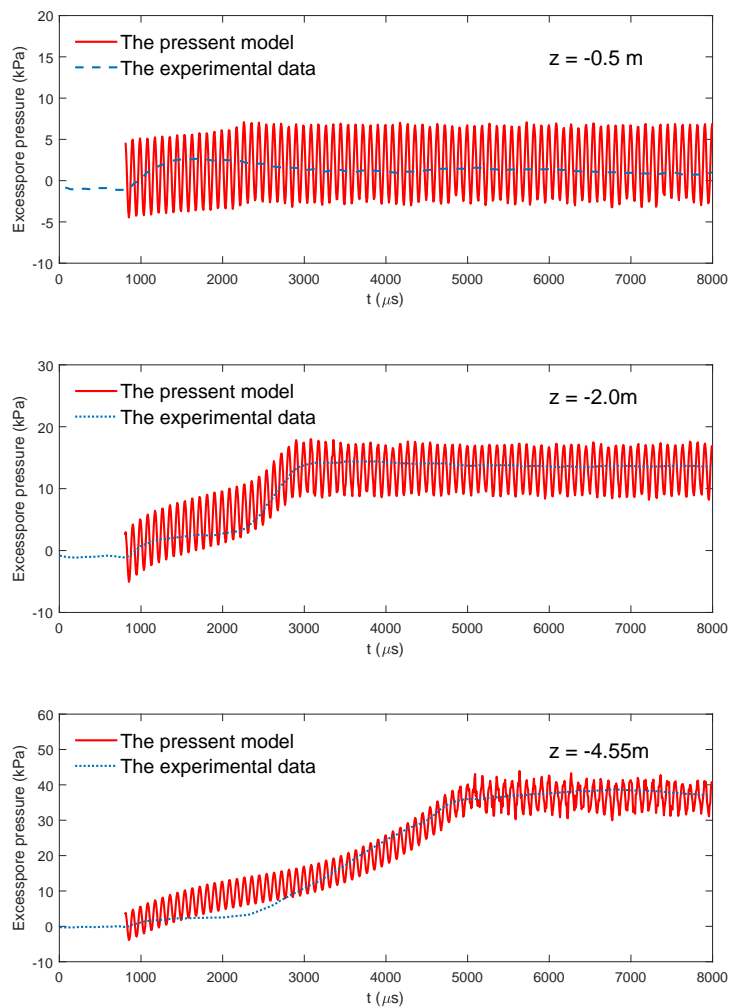 20
15
10
5
0
-5
-10
Excesspore pressure (kPa)
The pressent model
The experimental data
z = -0.5 m
0 1000 2000 3000 4000 5000 6000 7000 8000
t (μs)
30
20
10
0
-10
Excesspore pressure (kPa)
The pressent model
The experimental data
z = -2.0m
0 1000 2000 3000 4000 5000 6000 7000 8000
t (μs)
60
50
40
30
20
10
0
-10
Excesspore pressure (kPa)
The pressent model
The experimental data
z = -4.55m
0 1000 2000 3000 4000 5000 6000 7000 8000
t (μs)